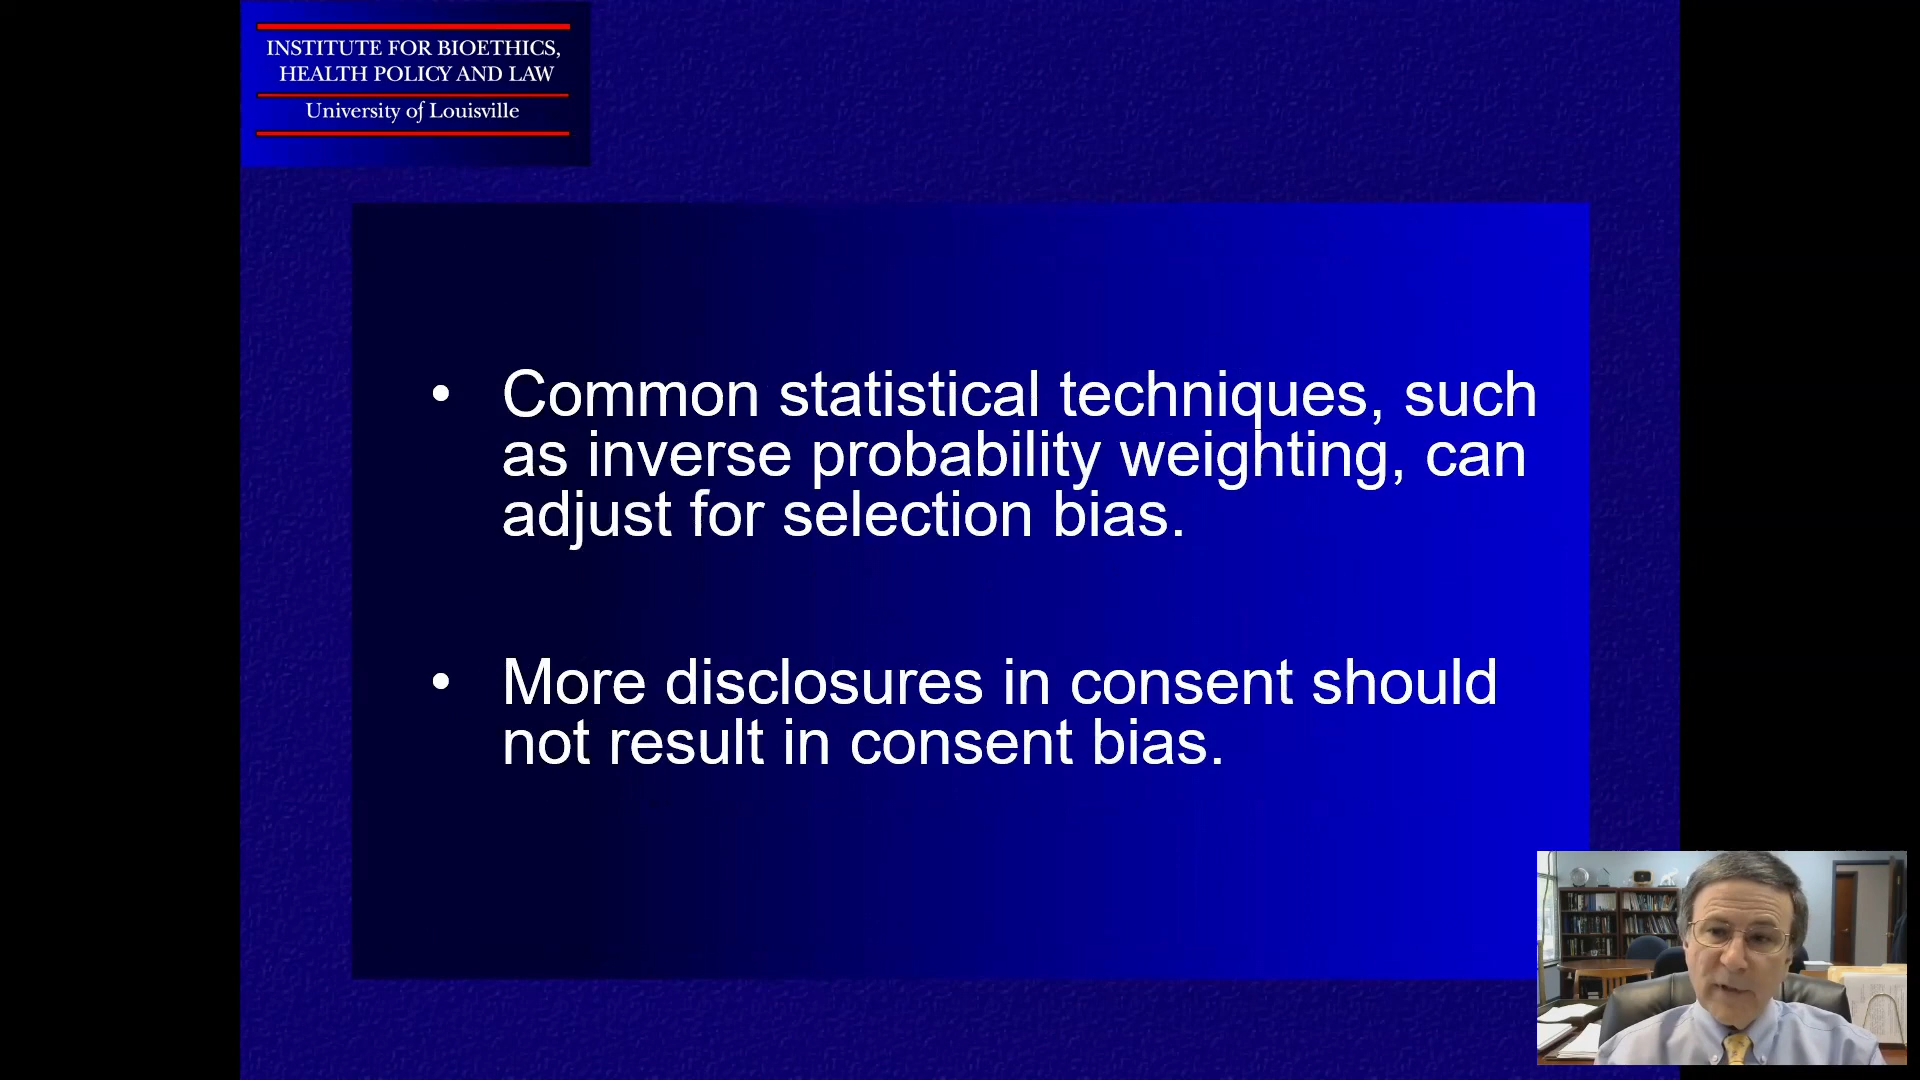 INSTITUTE FOR BIOETHICS,
HEALTH POLICY AND LAW
University of Louisville
• Common statistical techniques, such
as inverse probability weighting, can
adjust for selection bias.
• More disclosures in consent should
not result in consent bias.